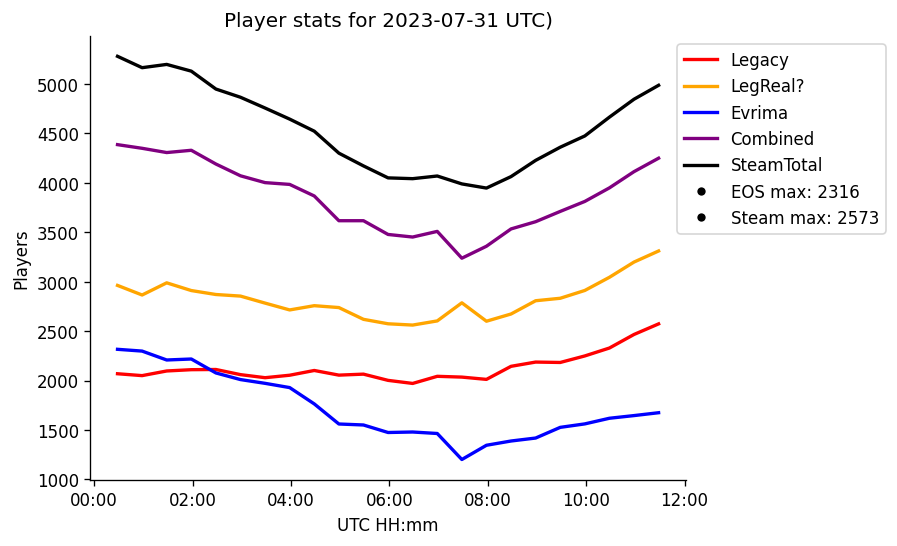 Player stats for 2023-07-31 UTC)
Legacy
LegReal?
Evrima
Combined
SteamTotal
EOS max: 2316
Steam max: 2573
Players
5000
4500
4000
3500
3000
2500
2000
1500
1000
00:00 02:00 04:00 06:00 08:00 10:00 12:00
UTC HH:mm